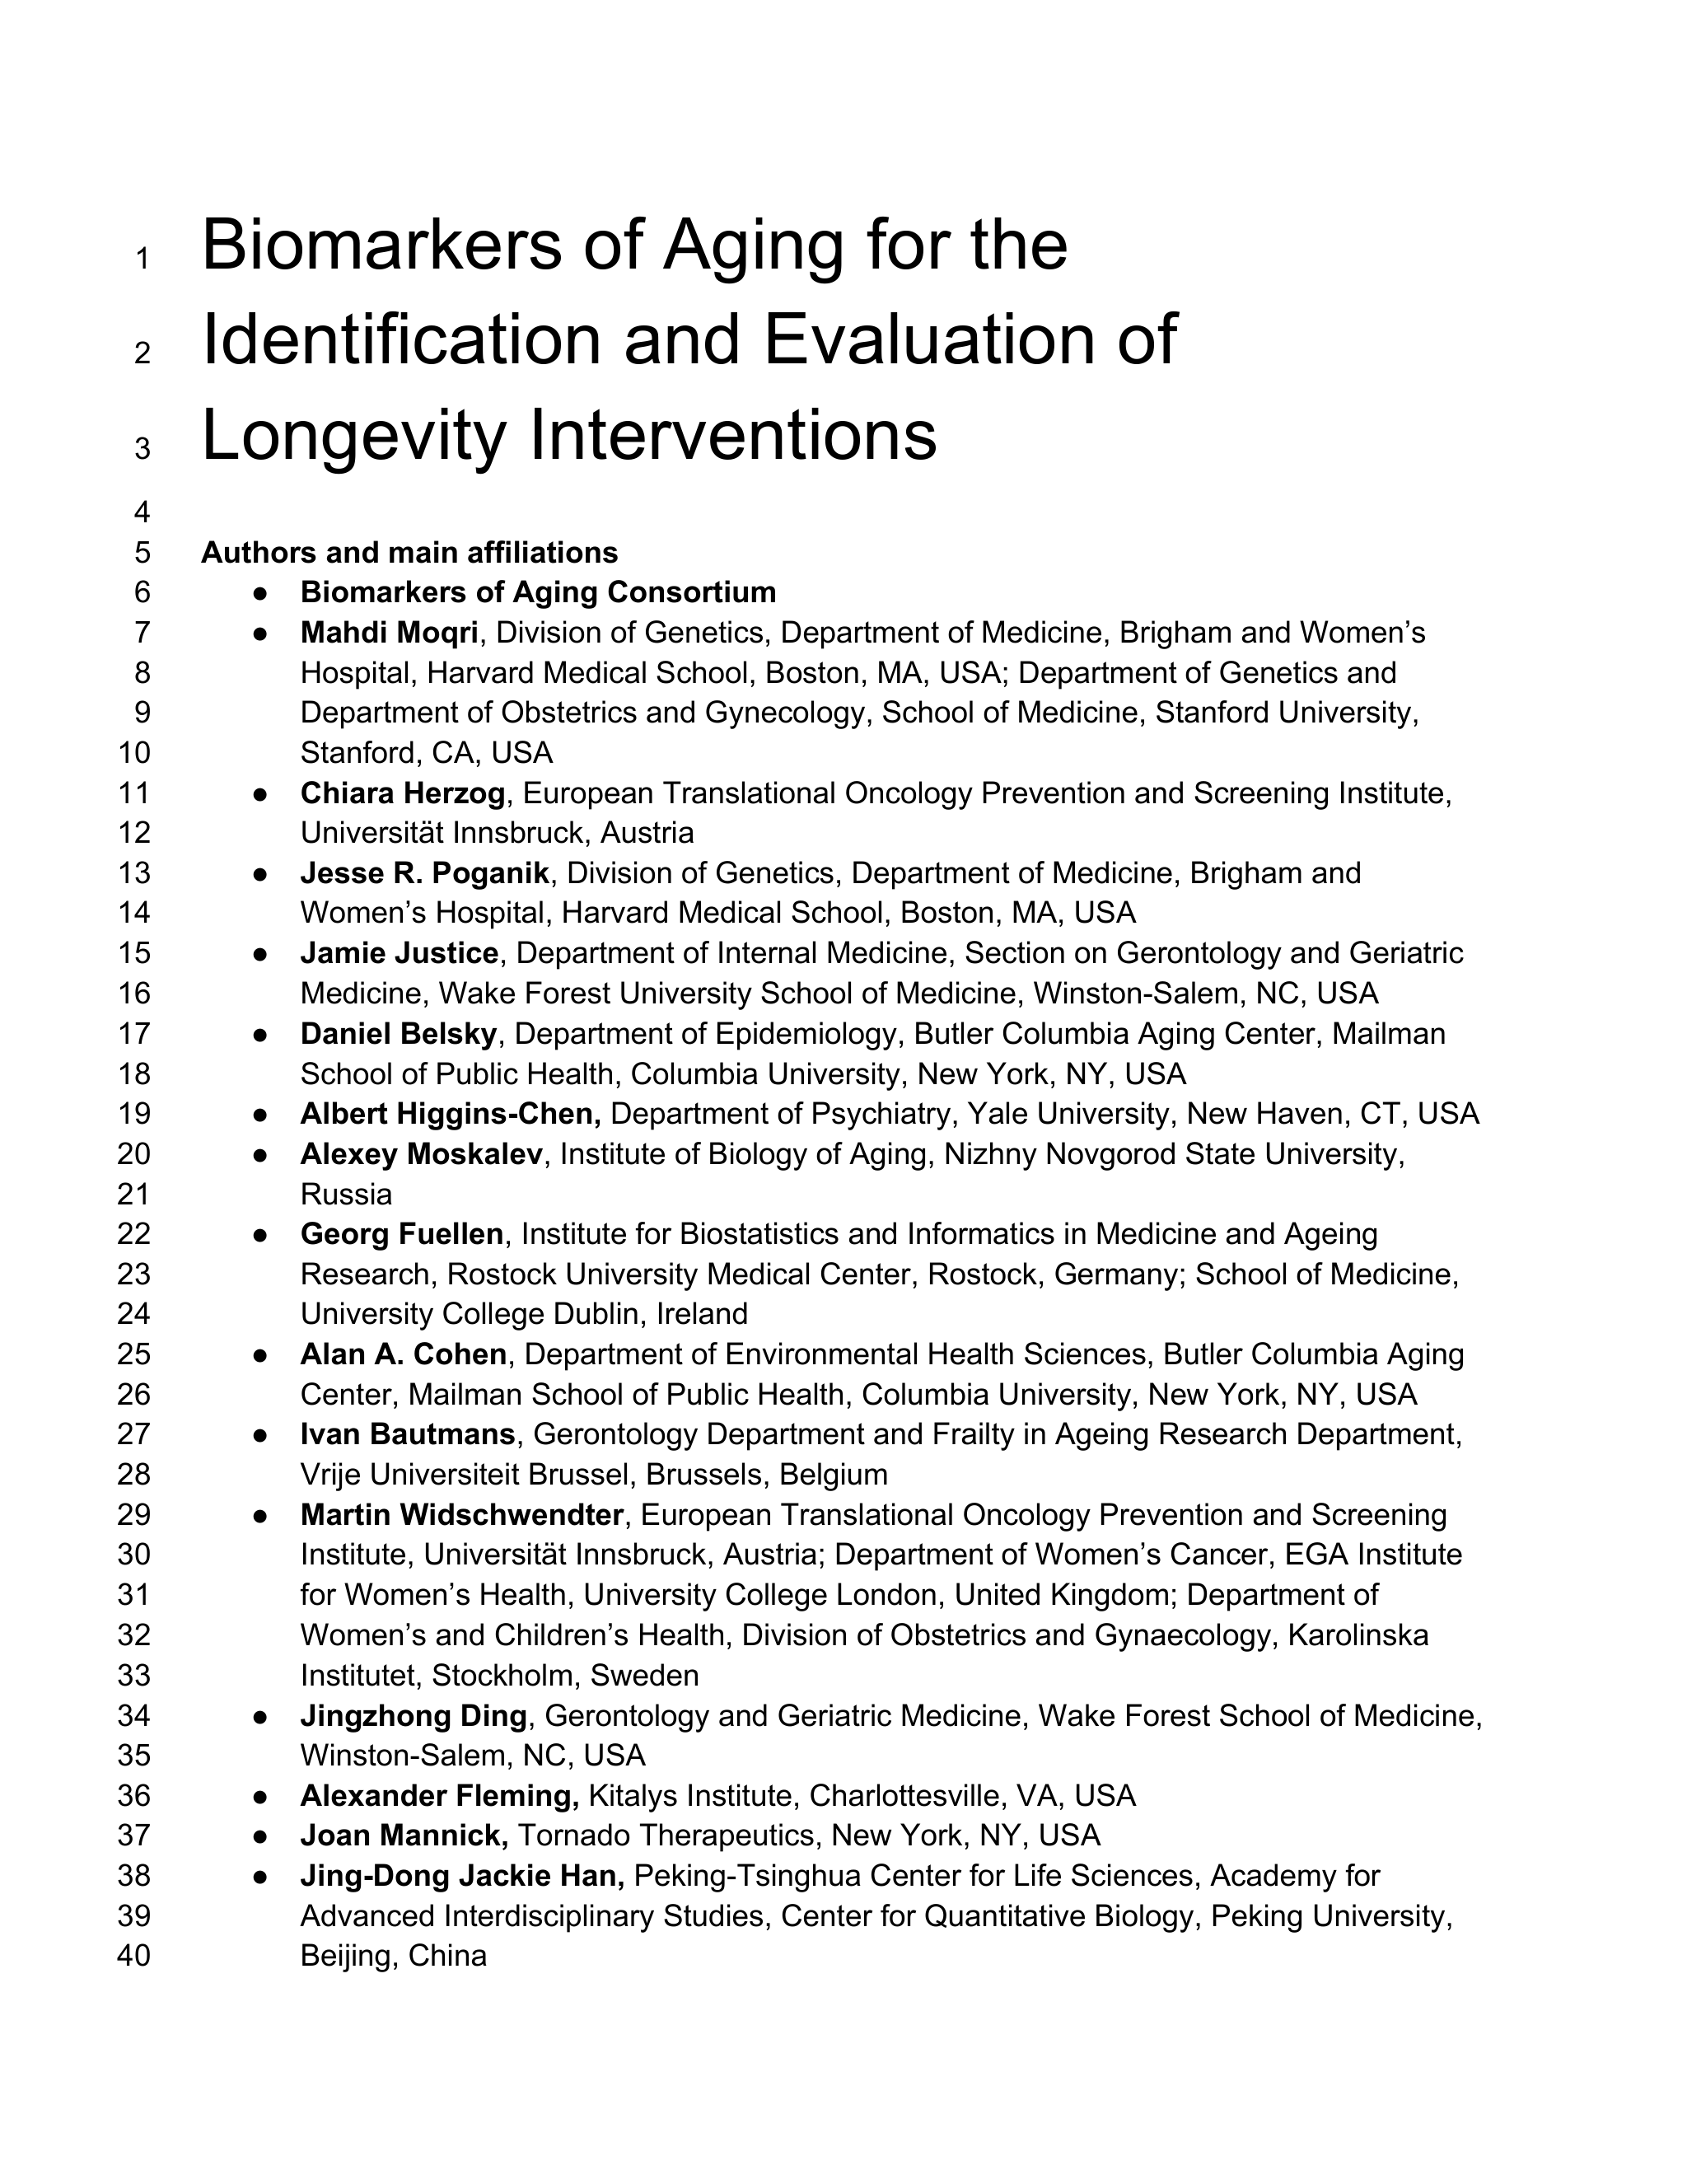 1 Biomarkers of Aging for the
2 Identification and Evaluation of
3 Longevity Interventions
4
5 Authors and main affiliations
6 ● Biomarkers of Aging Consortium
7 ● Mahdi Moqri, Division of Genetics, Department of Medicine, Brigham and Women’s
8 Hospital, Harvard Medical School, Boston, MA, USA; Department of Genetics and
9 Department of Obstetrics and Gynecology, School of Medicine, Stanford University,
10 Stanford, CA, USA
11 ● Chiara Herzog, European Translational Oncology Prevention and Screening Institute,
12 Universität Innsbruck, Austria
13 ● Jesse R. Poganik, Division of Genetics, Department of Medicine, Brigham and
14 Women’s Hospital, Harvard Medical School, Boston, MA, USA
15 ● Jamie Justice, Department of Internal Medicine, Section on Gerontology and Geriatric
16 Medicine, Wake Forest University School of Medicine, Winston-Salem, NC, USA
17 ● Daniel Belsky, Department of Epidemiology, Butler Columbia Aging Center, Mailman
18 School of Public Health, Columbia University, New York, NY, USA
19 ● Albert Higgins-Chen, Department of Psychiatry, Yale University, New Haven, CT, USA
20 ● Alexey Moskalev, Institute of Biology of Aging, Nizhny Novgorod State University,
21 Russia
22 ● Georg Fuellen, Institute for Biostatistics and Informatics in Medicine and Ageing
23 Research, Rostock University Medical Center, Rostock, Germany; School of Medicine,
24 University College Dublin, Ireland
25 ● Alan A. Cohen, Department of Environmental Health Sciences, Butler Columbia Aging
26 Center, Mailman School of Public Health, Columbia University, New York, NY, USA
27 ● Ivan Bautmans, Gerontology Department and Frailty in Ageing Research Department,
28 Vrije Universiteit Brussel, Brussels, Belgium
29 ● Martin Widschwendter, European Translational Oncology Prevention and Screening
30 Institute, Universität Innsbruck, Austria; Department of Women’s Cancer, EGA Institute
31 for Women’s Health, University College London, United Kingdom; Department of
32 Women’s and Children’s Health, Division of Obstetrics and Gynaecology, Karolinska
33 Institutet, Stockholm, Sweden
34 ● Jingzhong Ding, Gerontology and Geriatric Medicine, Wake Forest School of Medicine,
35 Winston-Salem, NC, USA
36 ● Alexander Fleming, Kitalys Institute, Charlottesville, VA, USA
37 ● Joan Mannick, Tornado Therapeutics, New York, NY, USA
38 ● Jing-Dong Jackie Han, Peking-Tsinghua Center for Life Sciences, Academy for
39 Advanced Interdisciplinary Studies, Center for Quantitative Biology, Peking University,
40 Beijing, China